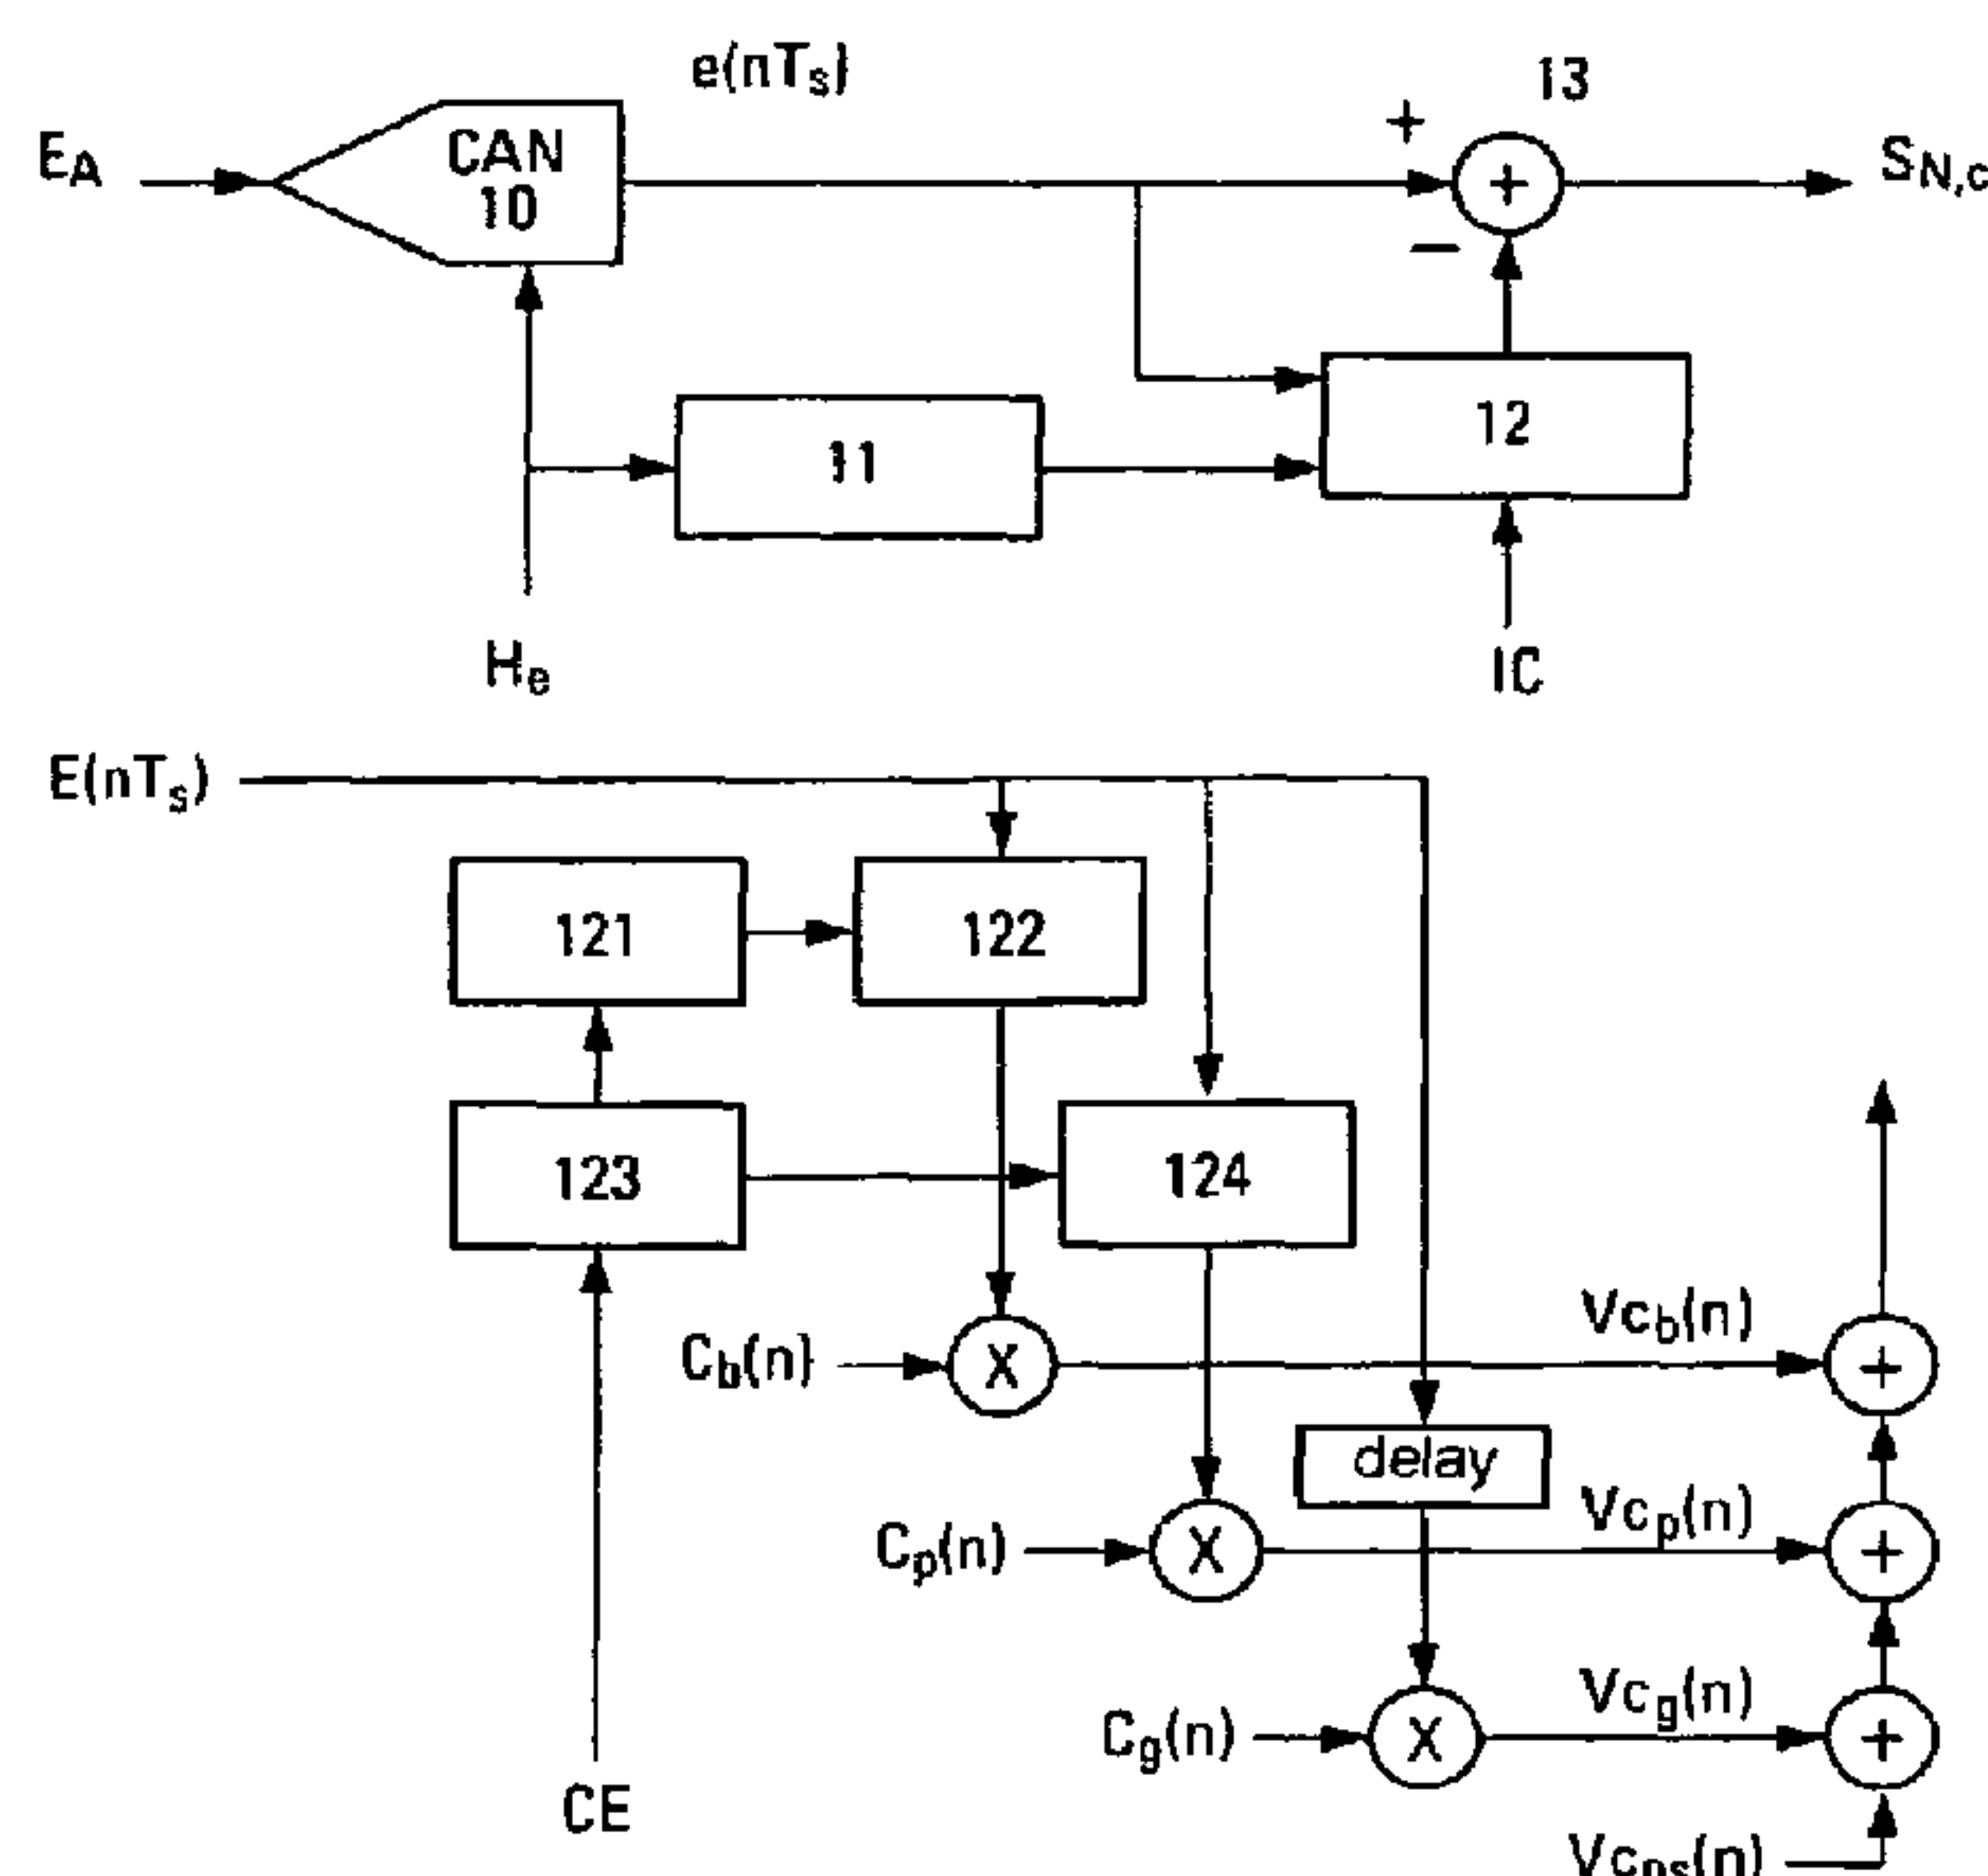 e(nTs)
13
+
EA
CAN
10
+
SN,c
−
12
11
He
IC
E(nTs)
121
122
123
124
Vcb(n)
Cb(n)
X
+
delay
Vcp(n)
Cp(n)
X
+
Vcg(n)
Cg(n)
X
+
CE
Vcps(n)